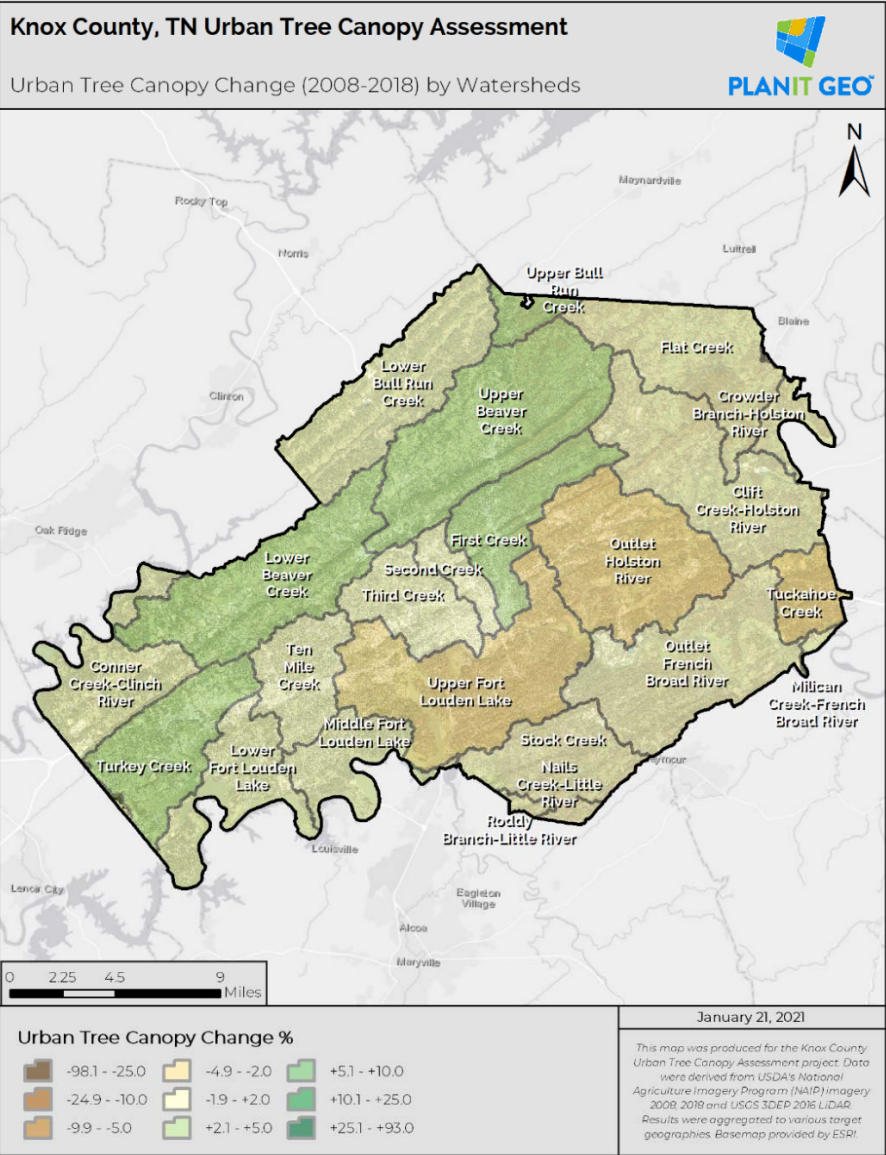 Knox County, TN Urban Tree Canopy Assessment
Urban Tree Canopy Change (2008-2018) by Watersheds
PLANIT GEO™
N
Maynardville
Rocky Top
Luttrell
Norris
Upper Bull
Run
Creek
Blaine
Flat Creek
Lower
Bull Run
Creek
Clinton
Upper
Beaver
Creek
Crowder
Branch-Holston
River
Clift
Creek-Holston
River
Oak Ridge
First Creek
Outlet
Holston
River
Lower
Beaver
Creek
Second Creek
Third Creek
Tuckahoe
Creek
Ten
Mile
Creek
Outlet
French
Broad River
Conner
Creek-Clinch
River
Upper Fort
Louden Lake
Milican
Creek-French
Broad River
Middle Fort
Louden Lake
Stock Creek
Lower
Fort Louden
Lake
Turkey Creek
Seymour
Nails
Creek-Little
River
Roddy
Branch-Little River
Louisville
Lenoir City
Eagleton
Village
Alcoa
Maryville
0 2.25 4.5 9
Miles
Urban Tree Canopy Change %
-98.1 - -25.0
-24.9 - -10.0
-9.9 - -5.0
-4.9 - -2.0
-1.9 - +2.0
+2.1 - +5.0
+5.1 - +10.0
+10.1 - +25.0
+25.1 - +93.0
January 21, 2021
This map was produced for the Knox County
Urban Tree Canopy Assessment project. Data
were derived from USDA's National
Agriculture Imagery Program (NAIP) imagery
2008, 2018 and USGS 3DEP 2016 LiDAR.
Results were aggregated to various target
geographies. Basemap provided by ESRI.